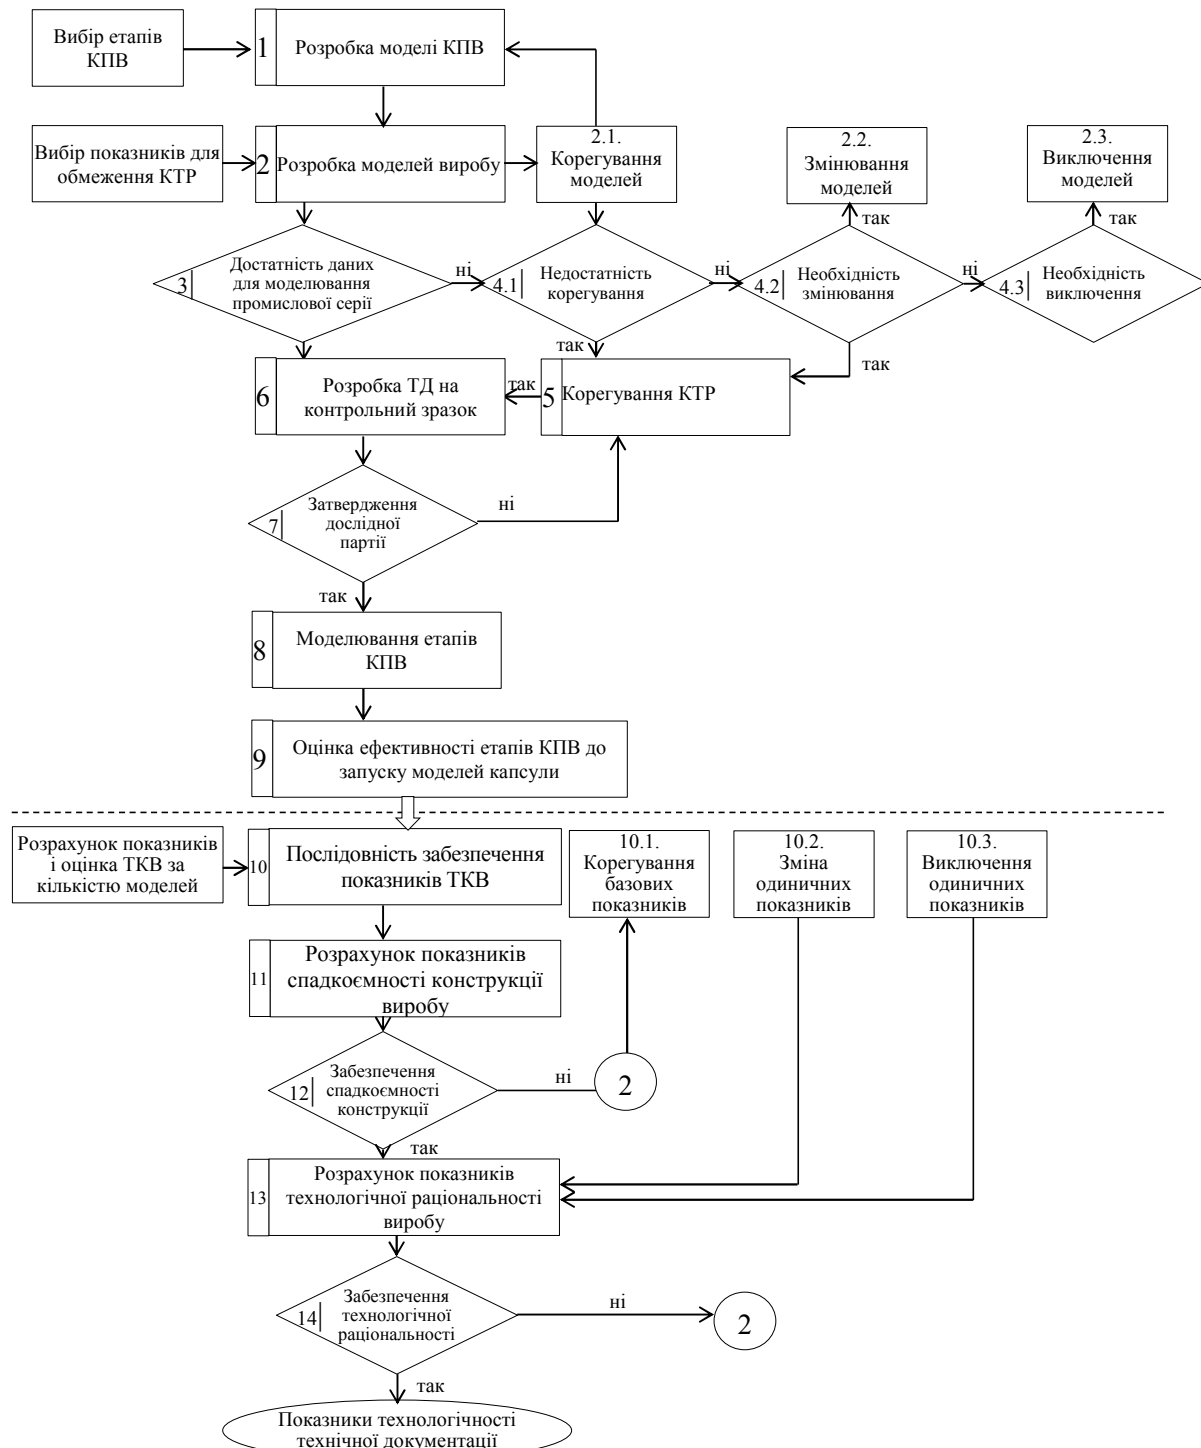 Вибір етапів
КПВ
1
Розробка моделі КПВ
Вибір показників для
обмеження КТР
2
Розробка моделей виробу
2.1.
Корегування
моделей
2.2.
Змінювання
моделей
2.3.
Виключення
моделей
так
так
3
Достатність даних
для моделювання
промислової серії
ні
4.1
Недостатність
корегування
ні
4.2
Необхідність
змінювання
ні
4.3
Необхідність
виключення
так
так
6
Розробка ТД на
контрольний зразок
так
5
Корегування КТР
7
Затвердження
дослідної
партії
ні
так
8
Моделювання етапів
КПВ
9
Оцінка ефективності етапів КПВ до
запуску моделей капсули
Розрахунок показників
і оцінка ТКВ за
кількістю моделей
10
Послідовність забезпечення
показників ТКВ
10.1.
Корегування
базових
показників
10.2.
Зміна
одиничних
показників
10.3.
Виключення
одиничних
показників
11
Розрахунок показників
спадкоємності конструкції
виробу
12
Забезпечення
спадкоємності
конструкції
ні
2
так
13
Розрахунок показників
технологічної раціональності
виробу
14
Забезпечення
технологічної
раціональності
ні
2
так
Показники технологічності
технічної документації